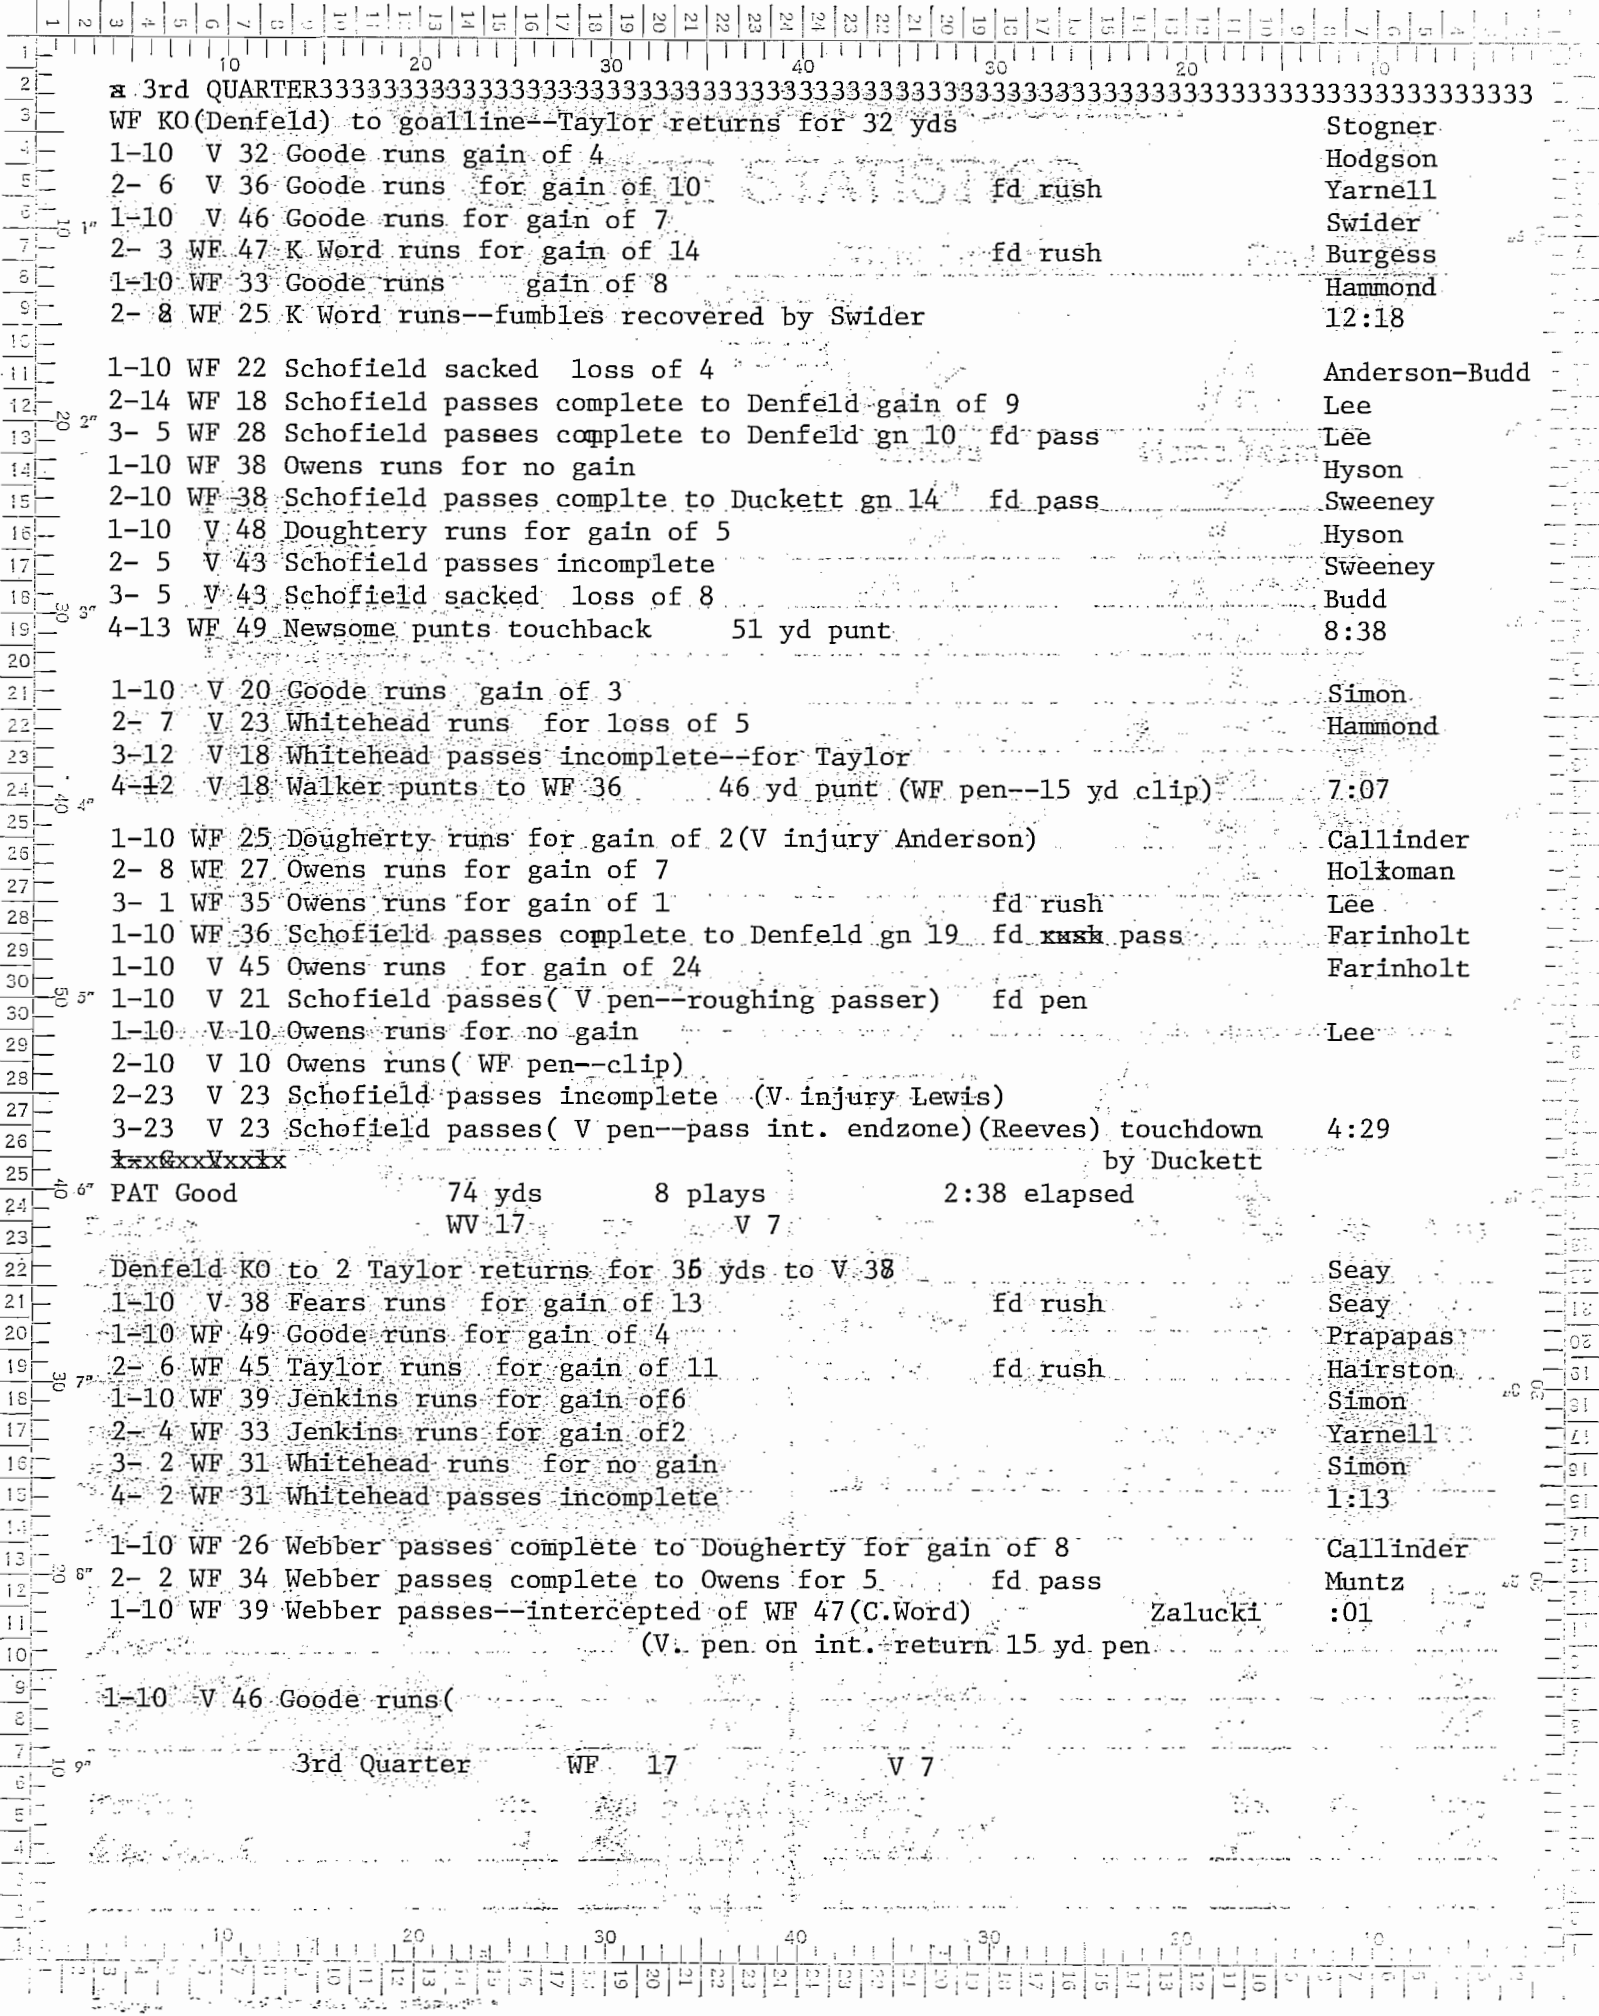 a 3rd QUARTER3333333333333333333333333333333333333333333333333333333333333333333333333333
WF KO(Denfeld) to goalline--Taylor returns for 32 yds Stogner
1-10 V 32 Goode runs gain of 4 Hodgson
2- 6 V 36 Goode runs for gain of 10 fd rush Yarnell
1-10 V 46 Goode runs for gain of 7 Swider
2- 3 WF 47 K Word runs for gain of 14 fd rush Burgess
1-10 WF 33 Goode runs gain of 8 Hammond
2- 8 WF 25 K Word runs--fumbles recovered by Swider 12:18
1-10 WF 22 Schofield sacked loss of 4 Anderson-Budd
2-14 WF 18 Schofield passes complete to Denfeld gain of 9 Lee
3- 5 WF 28 Schofield passes complete to Denfeld gn 10 fd pass Lee
1-10 WF 38 Owens runs for no gain Hyson
2-10 WF 38 Schofield passes complte to Duckett gn 14 fd pass Sweeney
1-10 V 48 Doughtery runs for gain of 5 Hyson
2- 5 V 43 Schofield passes incomplete Sweeney
3- 5 V 43 Schofield sacked loss of 8 Budd
4-13 WF 49 Newsome punts touchback 51 yd punt 8:38
1-10 V 20 Goode runs gain of 3 Simon
2- 7 V 23 Whitehead runs for loss of 5 Hammond
3-12 V 18 Whitehead passes incomplete--for Taylor
4-12 V 18 Walker punts to WF 36 46 yd punt (WF pen--15 yd clip) 7:07
1-10 WF 25 Dougherty runs for gain of 2(V injury Anderson) Callinder
2- 8 WF 27 Owens runs for gain of 7 Holkoman
3- 1 WF 35 Owens runs for gain of 1 fd rush Lee
1-10 WF 36 Schofield passes complete to Denfeld gn 19 fd rush pass Farinholt
1-10 V 45 Owens runs for gain of 24 Farinholt
1-10 V 21 Schofield passes( V pen--roughing passer) fd pen
1-10 V 10 Owens runs for no gain Lee
2-10 V 10 Owens runs( WF pen--clip)
2-23 V 23 Schofield passes incomplete (V injury Lewis)
3-23 V 23 Schofield passes( V pen--pass int. endzone)(Reeves) touchdown 4:29
by Duckett
PAT Good 74 yds 8 plays 2:38 elapsed
WV 17 V 7
Denfeld KO to 2 Taylor returns for 36 yds to V 38 Seay
1-10 V 38 Fears runs for gain of 13 fd rush Seay
1-10 WF 49 Goode runs for gain of 4 Prapapas
2- 6 WF 45 Taylor runs for gain of 11 fd rush Hairston
1-10 WF 39 Jenkins runs for gain of6 Simon
2- 4 WF 33 Jenkins runs for gain of2 Yarnell
3- 2 WF 31 Whitehead runs for no gain Simon
4- 2 WF 31 Whitehead passes incomplete 1:13
1-10 WF 26 Webber passes complete to Dougherty for gain of 8 Callinder
2- 2 WF 34 Webber passes complete to Owens for 5 fd pass Muntz
1-10 WF 39 Webber passes--intercepted of WF 47(C.Word) Zalucki :01
(V. pen on int. return 15 yd pen
1-10 V 46 Goode runs(
3rd Quarter WF 17 V 7